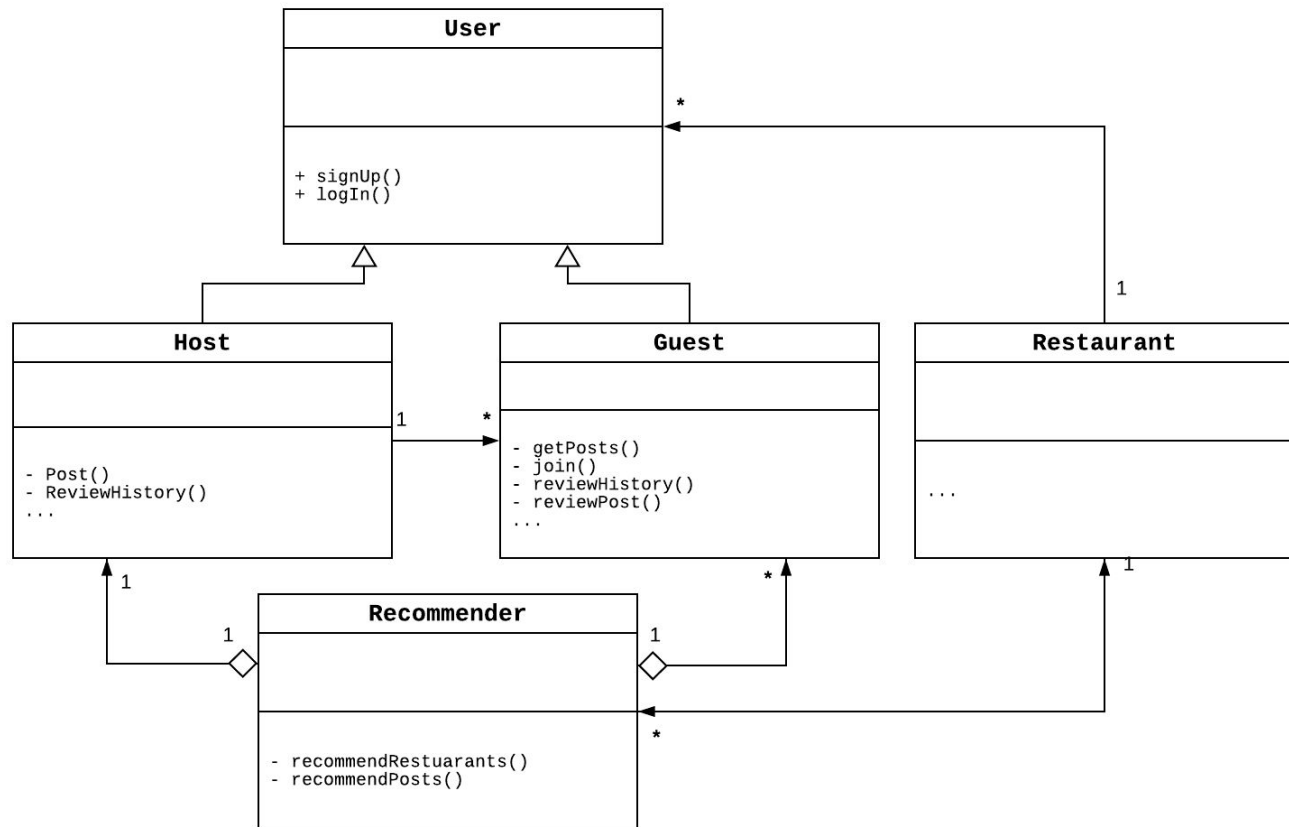 User
*
+ signUp()
+ logIn()
1
Host
Guest
Restaurant
1
*
- Post()
- ReviewHistory()
...
- getPosts()
- join()
- reviewHistory()
- reviewPost()
...
...
1
*
1
Recommender
1
1
*
- recommendRestuarants()
- recommendPosts()